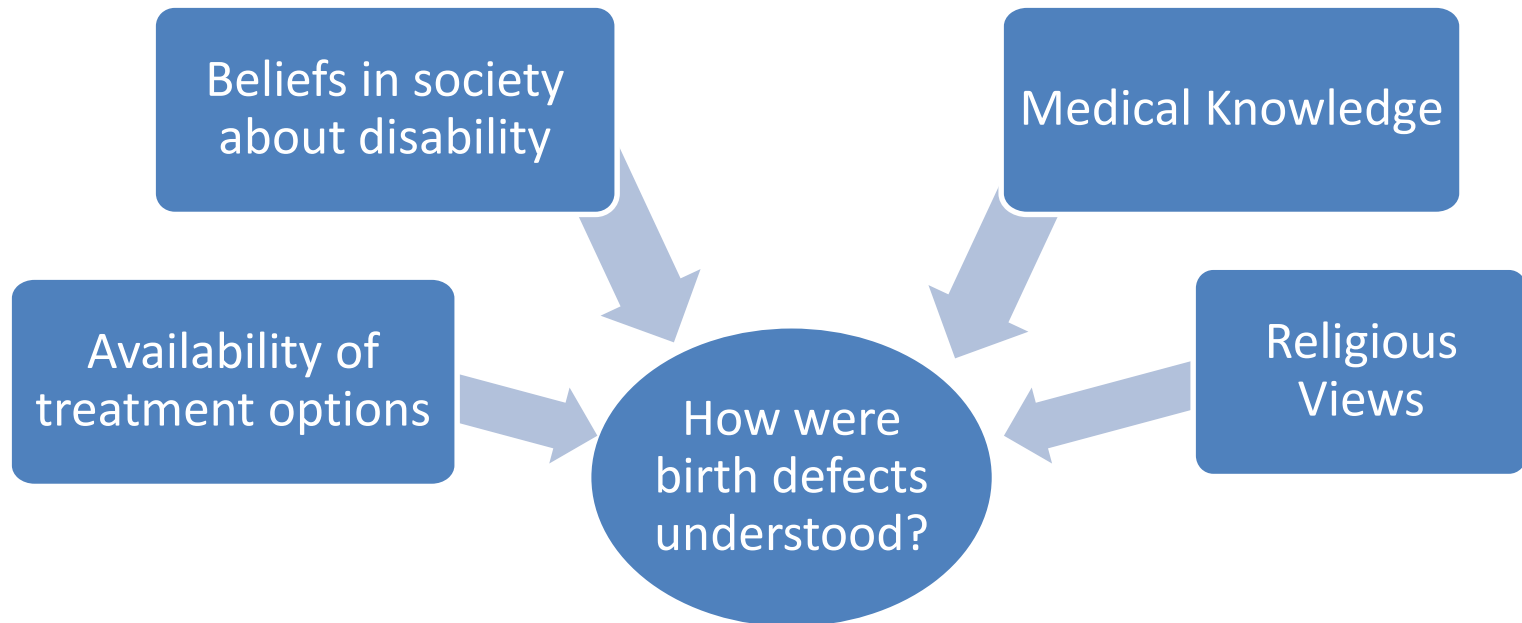 Beliefs in society
about disability
Medical Knowledge
Availability of
treatment options
Religious
Views
How were
birth defects
understood?